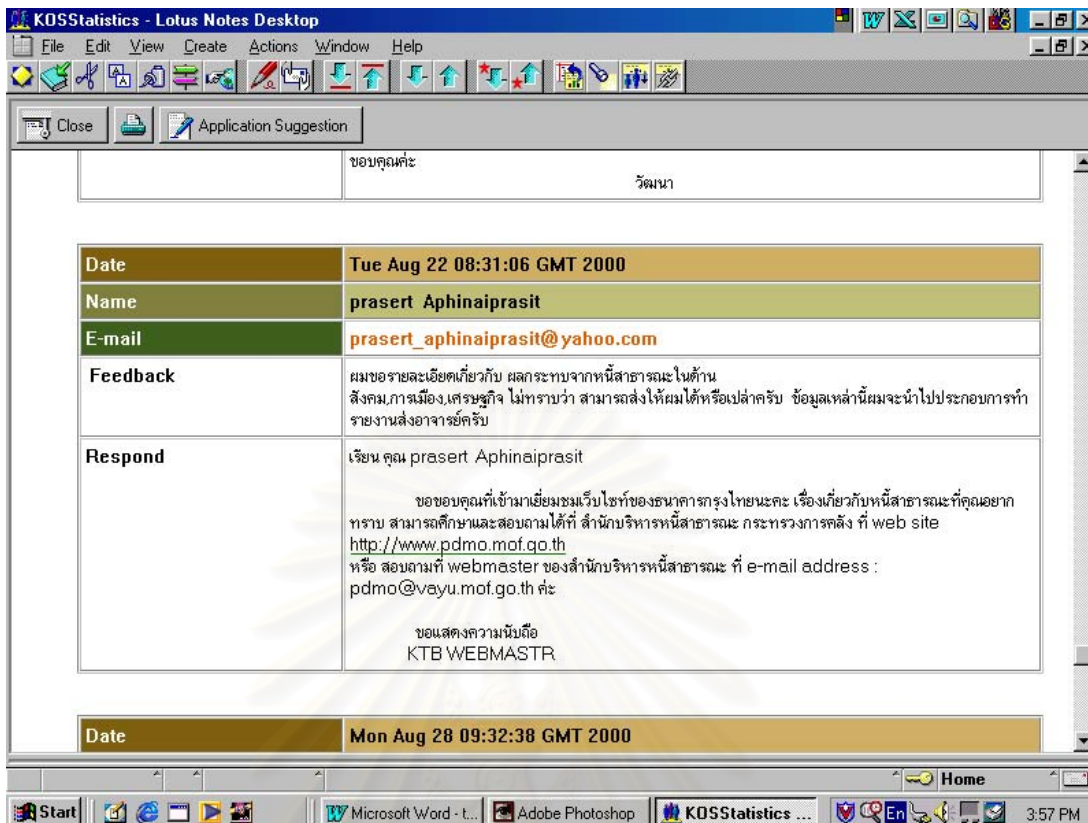 KOSStatistics - Lotus Notes Desktop
File Edit View Create Actions Window Help
Close Application Suggestion
ขอบคุณค่ะ
วัฒนา
Date Tue Aug 22 08:31:06 GMT 2000
Name prasert Aphinaiprasit
E-mail prasert_aphinaiprasit@yahoo.com
Feedback ผมขอรายละเอียดเกี่ยวกับ ผลกระทบจากหนี้สาธารณะในด้าน
สังคม,การเมือง,เศรษฐกิจ ไม่ทราบว่า สามารถส่งให้ผมได้หรือเปล่าครับ ข้อมูลเหล่านี้ผมจะนำไปประกอบการทำ
รายงานส่งอาจารย์ครับ
Respond เรียน คุณ prasert Aphinaiprasit
ขอขอบคุณที่เข้ามาเยี่ยมชมเว็บไซท์ของธนาคารกรุงไทยนะคะ เรื่องเกี่ยวกับหนี้สาธารณะที่คุณอยาก
ทราบ สามารถศึกษาและสอบถามได้ที่ สำนักบริหารหนี้สาธารณะ กระทรวงการคลัง ที่ web site
http://www.pdmo.mof.go.th
หรือ สอบถามที่ webmaster ของสำนักบริหารหนี้สาธารณะ ที่ e-mail address :
pdmo@vayu.mof.go.th ค่ะ
ขอแสดงความนับถือ
KTB WEBMASTR
Date Mon Aug 28 09:32:38 GMT 2000
Home
Start Microsoft Word - t... Adobe Photoshop KOSStatistics ... En 3:57 PM